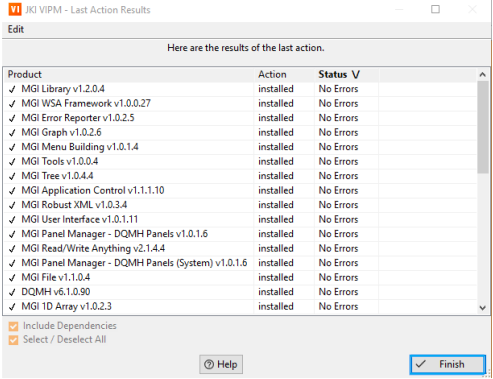 VI JKI VIPM - Last Action Results
Edit
Here are the results of the last action.
Product Action Status V
MGI Library v1.2.0.4 installed No Errors
MGI WSA Framework v1.0.0.27 installed No Errors
MGI Error Reporter v1.0.2.5 installed No Errors
MGI Graph v1.0.2.6 installed No Errors
MGI Menu Building v1.0.1.4 installed No Errors
MGI Tools v1.0.0.4 installed No Errors
MGI Tree v1.0.4.4 installed No Errors
MGI Application Control v1.1.1.10 installed No Errors
MGI Robust XML v1.0.3.4 installed No Errors
MGI User Interface v1.0.1.11 installed No Errors
MGI Panel Manager - DQMH Panels v1.0.1.6 installed No Errors
MGI Read/Write Anything v2.1.4.4 installed No Errors
MGI Panel Manager - DQMH Panels (System) v1.0.1.6 installed No Errors
MGI File v1.1.0.4 installed No Errors
DQMH v6.1.0.90 installed No Errors
MGI 1D Array v1.0.2.3 installed No Errors
Include Dependencies
Select / Deselect All
Help Finish